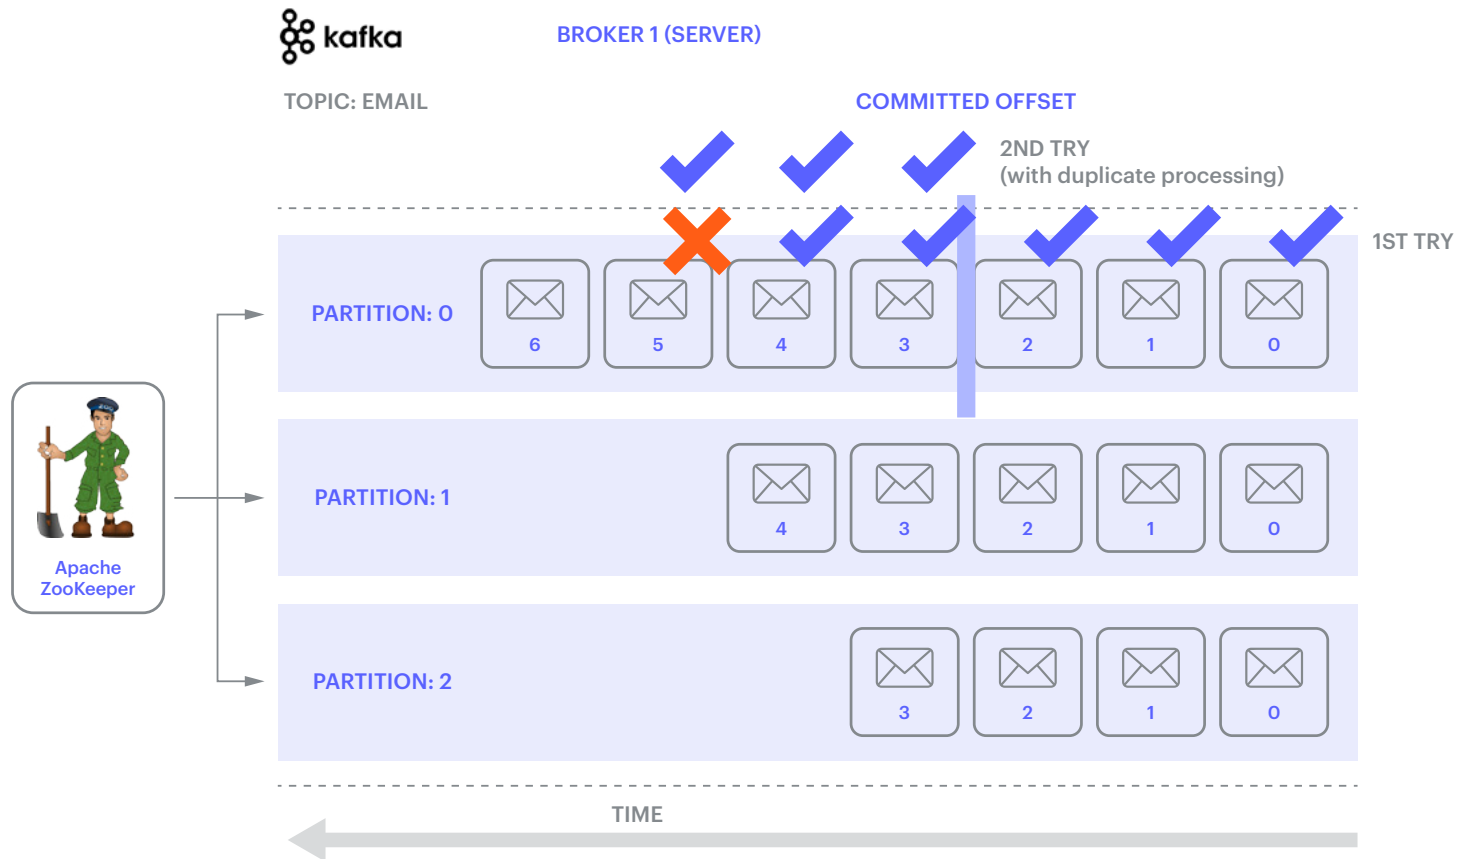 kafka
BROKER 1 (SERVER)
TOPIC: EMAIL
COMMITTED OFFSET
2ND TRY
(with duplicate processing)
1ST TRY
PARTITION: 0
6 5 4 3 2 1 0
PARTITION: 1
4 3 2 1 0
PARTITION: 2
3 2 1 0
Apache
ZooKeeper
TIME